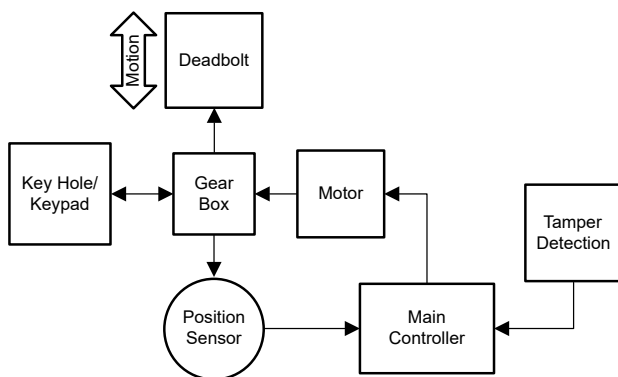 Motion
Deadbolt
Key Hole/
Keypad
Gear
Box
Motor
Tamper
Detection
Position
Sensor
Main
Controller